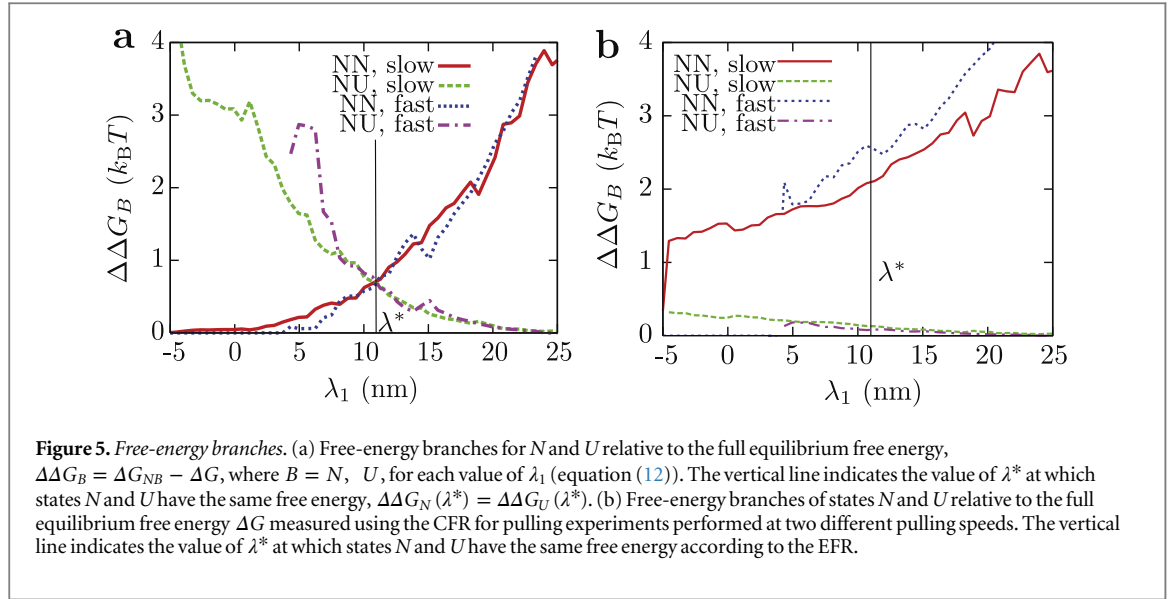 a
4
3
2
1
0
ΔΔG_B (k_BT)
NN, slow
NU, slow
NN, fast
NU, fast
λ*
-5 0 5 10 15 20 25
λ₁ (nm)
b
4
3
2
1
0
ΔΔG_B (k_BT)
NN, slow
NU, slow
NN, fast
NU, fast
λ*
-5 0 5 10 15 20 25
λ₁ (nm)
Figure 5. Free-energy branches. (a) Free-energy branches for N and U relative to the full equilibrium free energy,
ΔΔG_B = ΔG_NB − ΔG, where B = N, U, for each value of λ₁ (equation (12)). The vertical line indicates the value of λ* at which
states N and U have the same free energy, ΔΔG_N(λ*) = ΔΔG_U(λ*). (b) Free-energy branches of states N and U relative to the full
equilibrium free energy ΔG measured using the CFR for pulling experiments performed at two different pulling speeds. The vertical
line indicates the value of λ* at which states N and U have the same free energy according to the EFR.